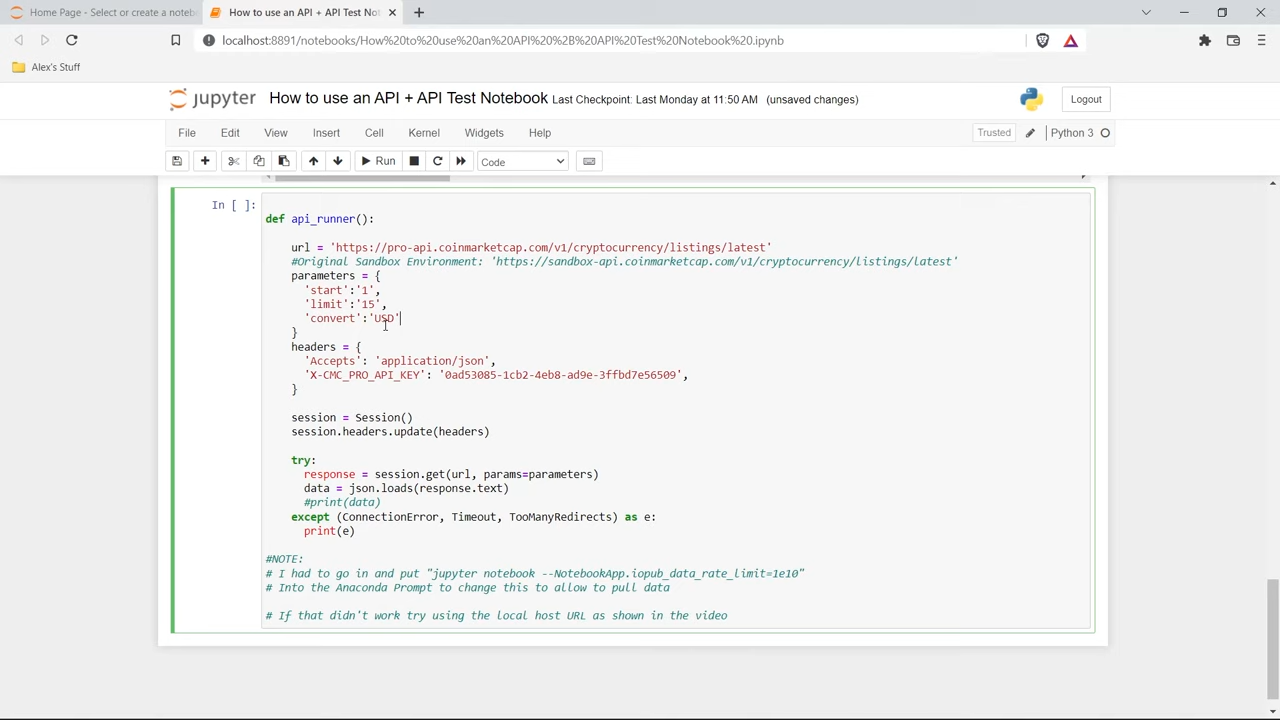 Home Page - Select or create a noteb
How to use an API + API Test Not
localhost:8891/notebooks/How%20to%20use%20an%20API%20%2B%20API%20Test%20Notebook%20.ipynb
Alex's Stuff
jupyter How to use an API + API Test Notebook Last Checkpoint: Last Monday at 11:50 AM (unsaved changes)
Logout
File Edit View Insert Cell Kernel Widgets Help
Trusted
Python 3
Run
Code
In [ ]:
def api_runner():
url = 'https://pro-api.coinmarketcap.com/v1/cryptocurrency/listings/latest'
#Original Sandbox Environment: 'https://sandbox-api.coinmarketcap.com/v1/cryptocurrency/listings/latest'
parameters = {
'start':'1',
'limit':'15',
'convert':'USD'
}
headers = {
'Accepts': 'application/json',
'X-CMC_PRO_API_KEY': '0ad53085-1cb2-4eb8-ad9e-3ffbd7e56509',
}
session = Session()
session.headers.update(headers)
try:
response = session.get(url, params=parameters)
data = json.loads(response.text)
#print(data)
except (ConnectionError, Timeout, TooManyRedirects) as e:
print(e)
#NOTE:
# I had to go in and put "jupyter notebook --NotebookApp.iopub_data_rate_limit=1e10"
# Into the Anaconda Prompt to change this to allow to pull data
# If that didn't work try using the local host URL as shown in the video